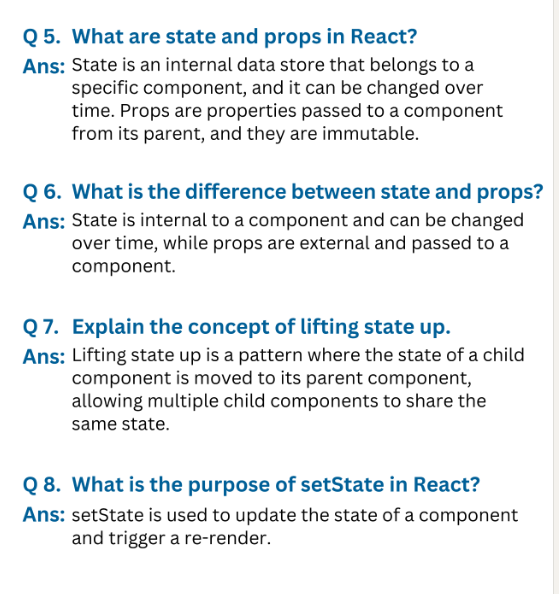 Q 5. What are state and props in React?
Ans: State is an internal data store that belongs to a
specific component, and it can be changed over
time. Props are properties passed to a component
from its parent, and they are immutable.
Q 6. What is the difference between state and props?
Ans: State is internal to a component and can be changed
over time, while props are external and passed to a
component.
Q 7. Explain the concept of lifting state up.
Ans: Lifting state up is a pattern where the state of a child
component is moved to its parent component,
allowing multiple child components to share the
same state.
Q 8. What is the purpose of setState in React?
Ans: setState is used to update the state of a component
and trigger a re-render.